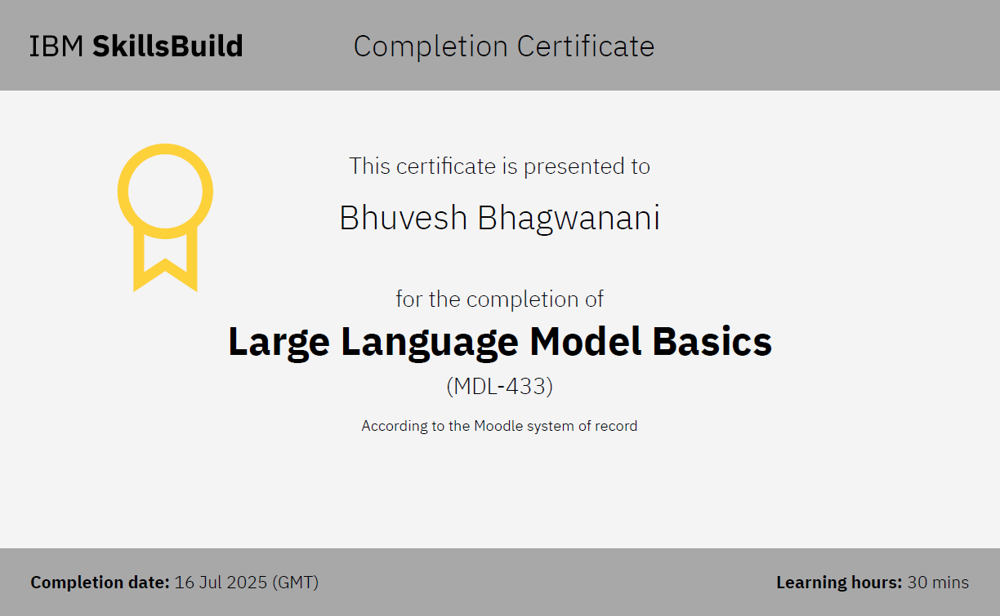 IBM SkillsBuild
Completion Certificate
This certificate is presented to
Bhuvesh Bhagwanani
for the completion of
Large Language Model Basics
(MDL-433)
According to the Moodle system of record
Completion date: 16 Jul 2025 (GMT)
Learning hours: 30 mins